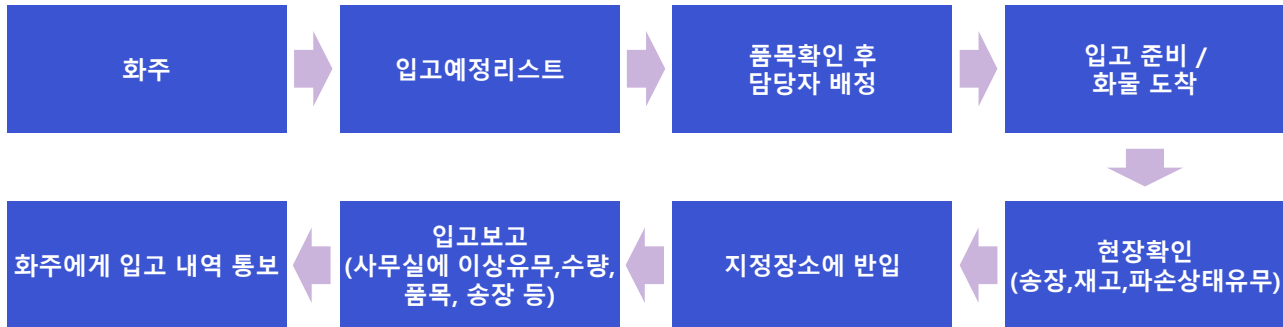 화주
입고예정리스트
품목확인 후
담당자 배정
입고 준비 /
화물 도착
현장확인
(송장,재고,파손상태유무)
지정장소에 반입
입고보고
(사무실에 이상유무,수량,
품목, 송장 등)
화주에게 입고 내역 통보